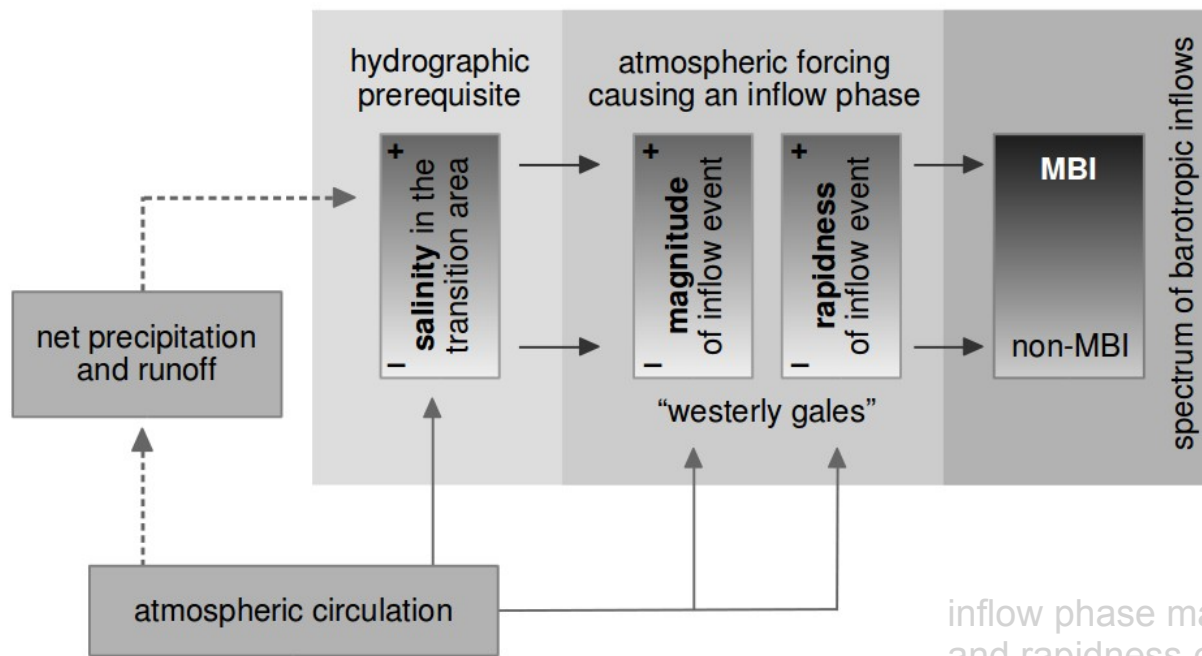 hydrographic
prerequisite
atmospheric forcing
causing an inflow phase
+
salinity in the
transition area
–
+
magnitude
of inflow event
–
+
rapidness
of inflow event
–
MBI
non-MBI
spectrum of barotropic inflows
"westerly gales"
net precipitation
and runoff
atmospheric circulation
inflow phase
and rapidness